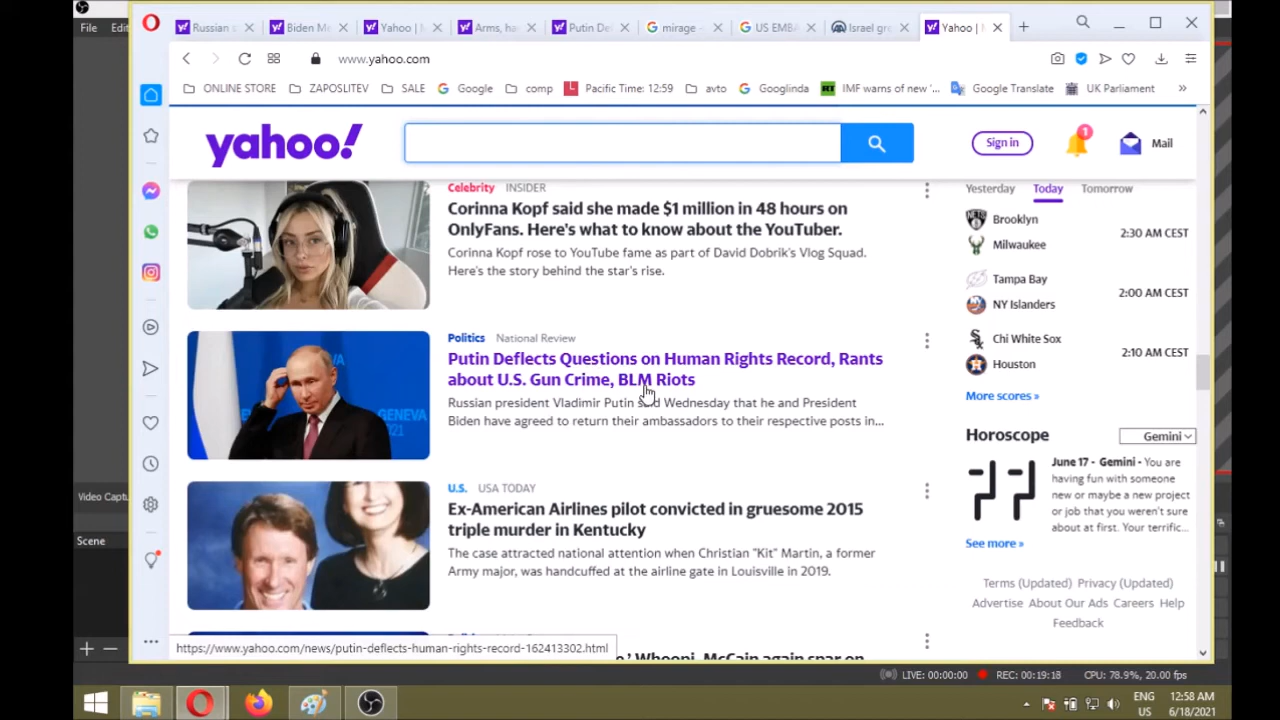 File
Edi
Russian s
Biden Me
Yahoo | M
Arms, ha
Putin De
mirage -
US EMBA
Israel gr
Yahoo | N
www.yahoo.com
ONLINE STORE
ZAPOSLITEV
SALE
Google
comp
Pacific Time: 12:59
avto
Googlinda
RT
IMF warns of new '...
Google Translate
UK Parliament
»
yahoo!
Sign in
1
Mail
Celebrity INSIDER
Corinna Kopf said she made $1 million in 48 hours on
OnlyFans. Here's what to know about the YouTuber.
Corinna Kopf rose to YouTube fame as part of David Dobrik's Vlog Squad.
Here's the story behind the star's rise.
GENEVA
2021
Politics National Review
Putin Deflects Questions on Human Rights Record, Rants
about U.S. Gun Crime, BLM Riots
Russian president Vladimir Putin said Wednesday that he and President
Biden have agreed to return their ambassadors to their respective posts in...
U.S. USA TODAY
Ex-American Airlines pilot convicted in gruesome 2015
triple murder in Kentucky
The case attracted national attention when Christian "Kit" Martin, a former
Army major, was handcuffed at the airline gate in Louisville in 2019.
Whoopi, McCain again spar on
Yesterday Today Tomorrow
Brooklyn
Milwaukee
2:30 AM CEST
Tampa Bay
NY Islanders
2:00 AM CEST
Chi White Sox
Houston
2:10 AM CEST
More scores »
Horoscope
Gemini
June 17 - Gemini - You are
having fun with someone
new or maybe a new project
or job that you weren't sure
about at first. Your terrific...
See more »
Terms (Updated) Privacy (Updated)
Advertise About Our Ads Careers Help
Feedback
Video Captu
Scene
https://www.yahoo.com/news/putin-deflects-human-rights-record-162413302.html
LIVE: 00:00:00
REC: 00:19:18
CPU: 78.9%, 20.00 fps
ENG
US
12:58 AM
6/18/2021